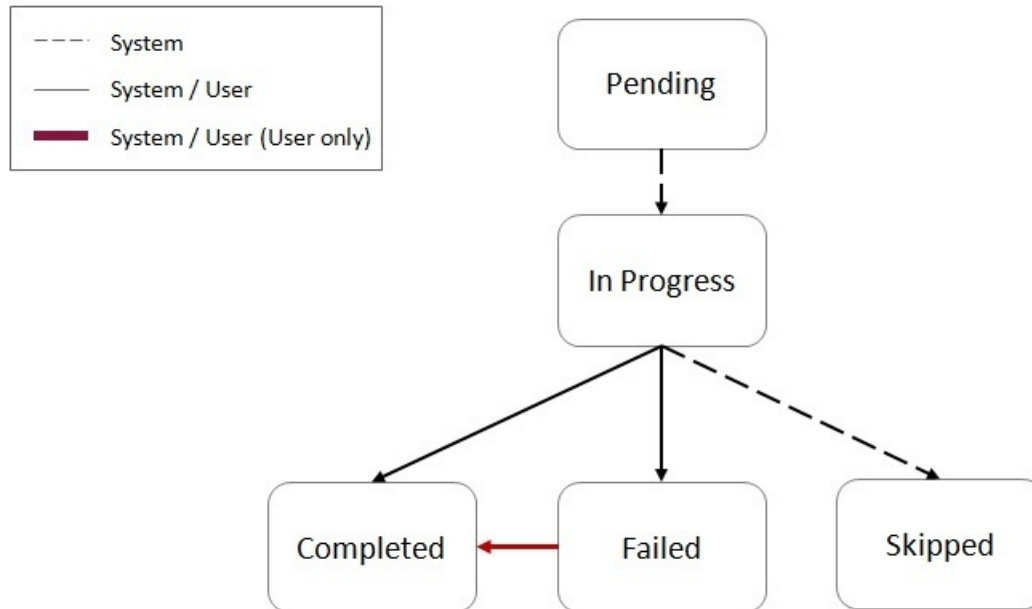 System
System / User
System / User (User only)
Pending
In Progress
Completed
Failed
Skipped